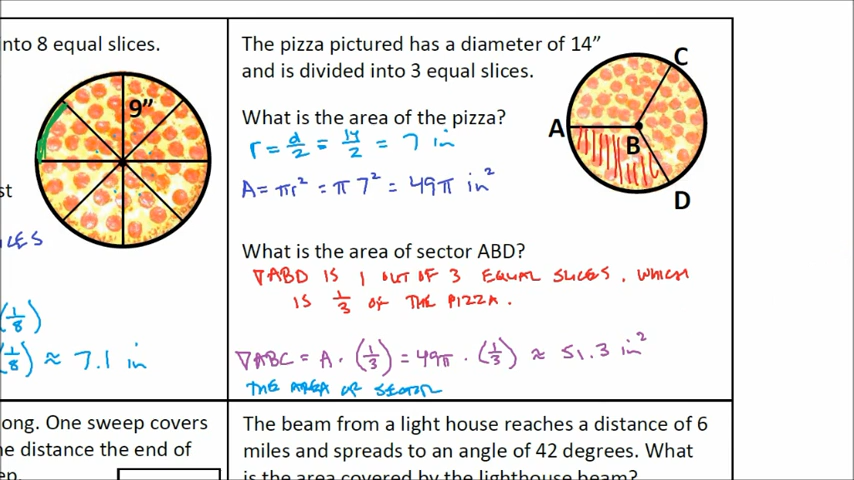 nto 8 equal slices.
9”
st
ICES
(1/8)
(1/8) ≈ 7.1 in
ong. One sweep covers
e distance the end of
ep.
The pizza pictured has a diameter of 14”
and is divided into 3 equal slices.
What is the area of the pizza?
r = d/2 = 14/2 = 7 in
A = πr² = π 7² = 49π in²
A
B
C
D
What is the area of sector ABD?
▽ABD IS 1 OUT OF 3 EQUAL SLICES, WHICH
IS 1/3 OF THE PIZZA.
▽ABC = A · (1/3) = 49π · (1/3) ≈ 51.3 in²
THE AREA OF SECTOR
The beam from a light house reaches a distance of 6
miles and spreads to an angle of 42 degrees. What
is the area covered by the lighthouse beam?